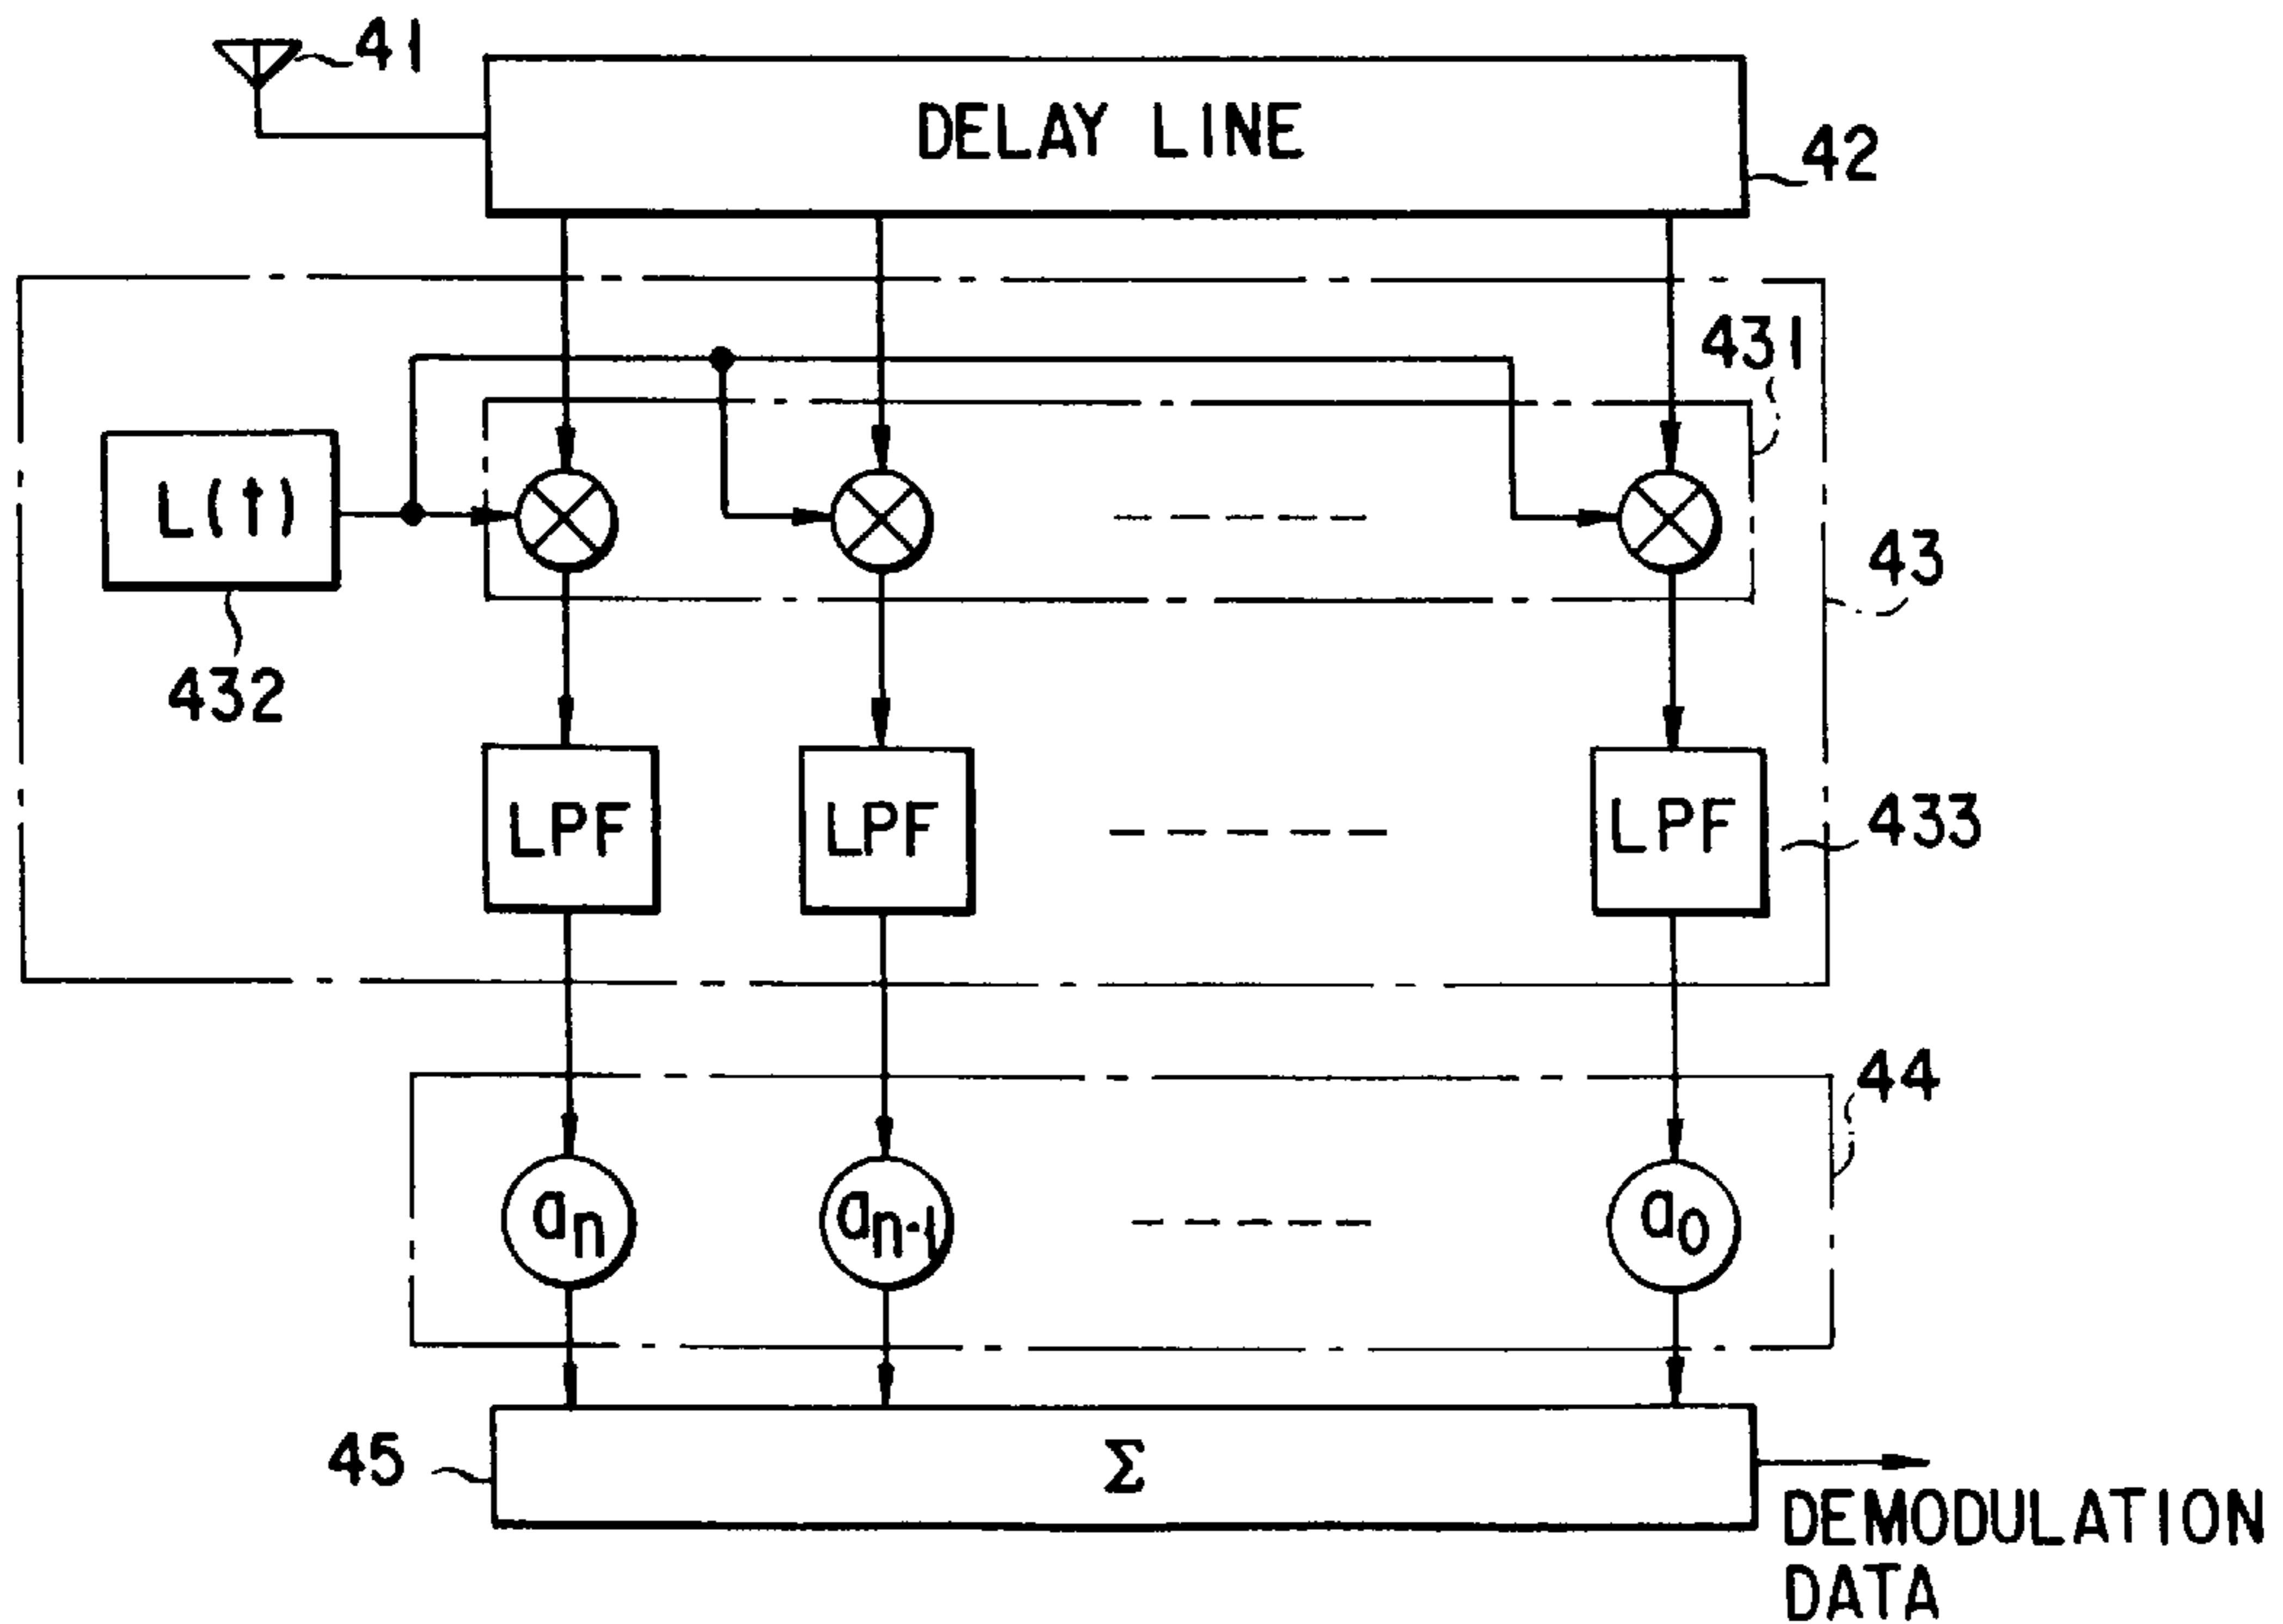 41
DELAY LINE
42
431
L(t)
43
432
LPF
LPF
LPF
433
44
an
an-1
a0
45
Σ
DEMODULATION
DATA